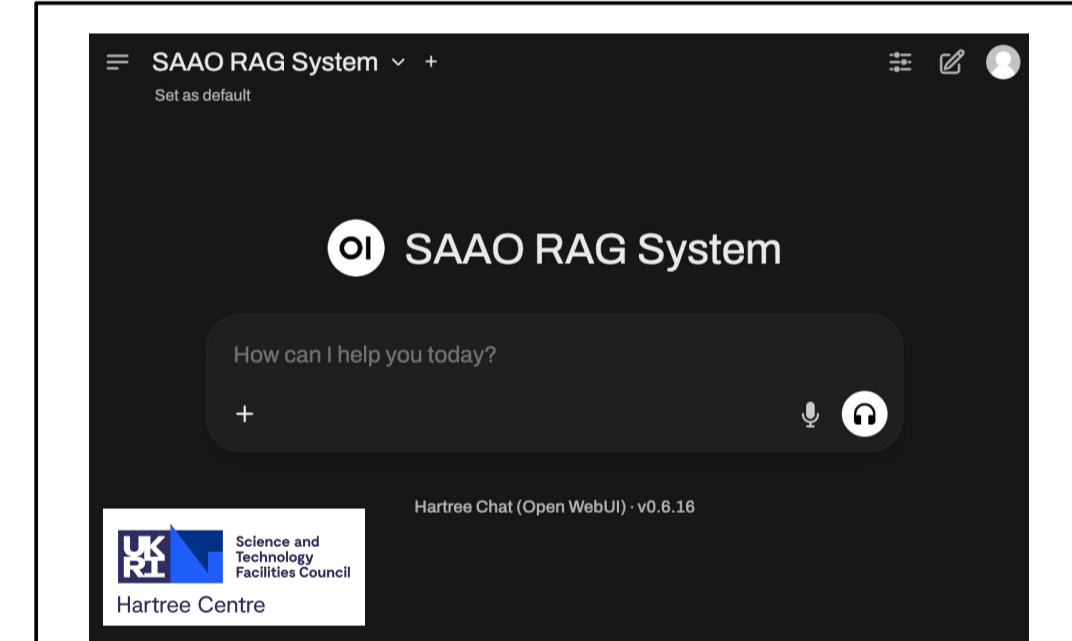 SAAO RAG System
Set as default
OI SAAO RAG System
How can I help you today?
Hartree Chat (Open WebUI) · v0.6.16
UK
RI
Science and
Technology
Facilities Council
Hartree Centre